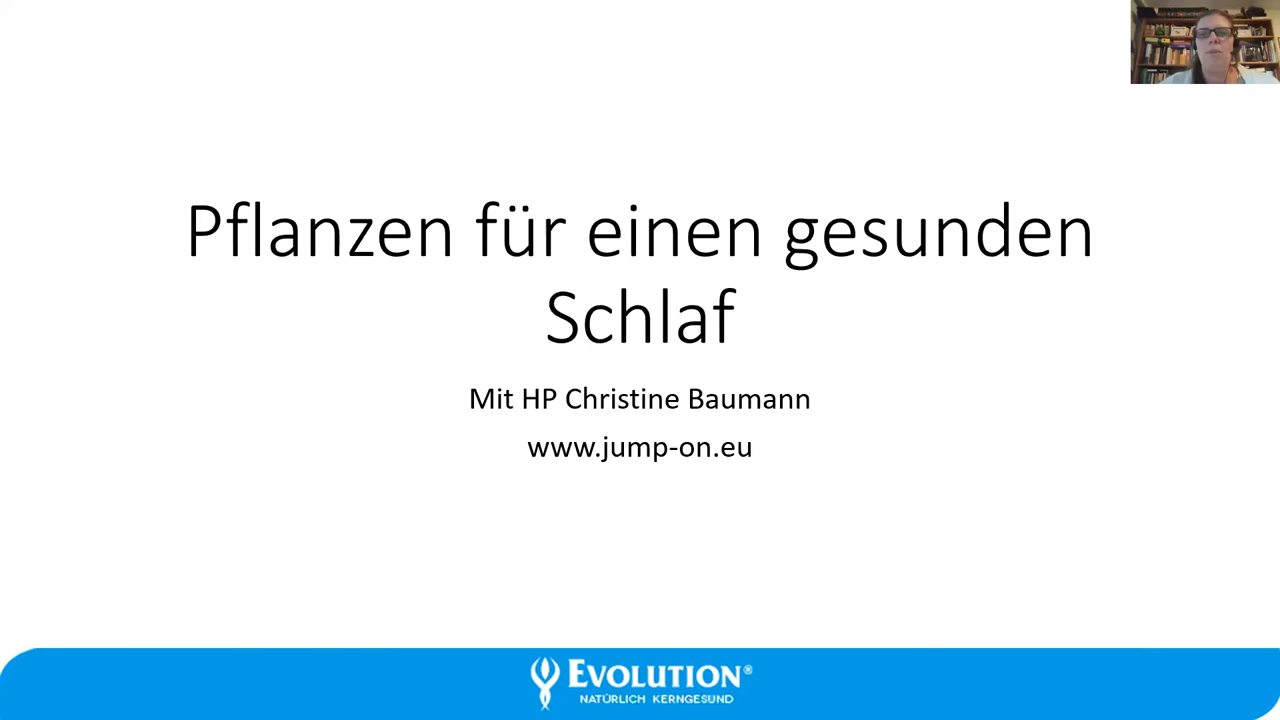 Pflanzen für einen gesunden
Schlaf
Mit HP Christine Baumann
www.jump-on.eu
EVOLUTION®
NATÜRLICH KERNGESUND